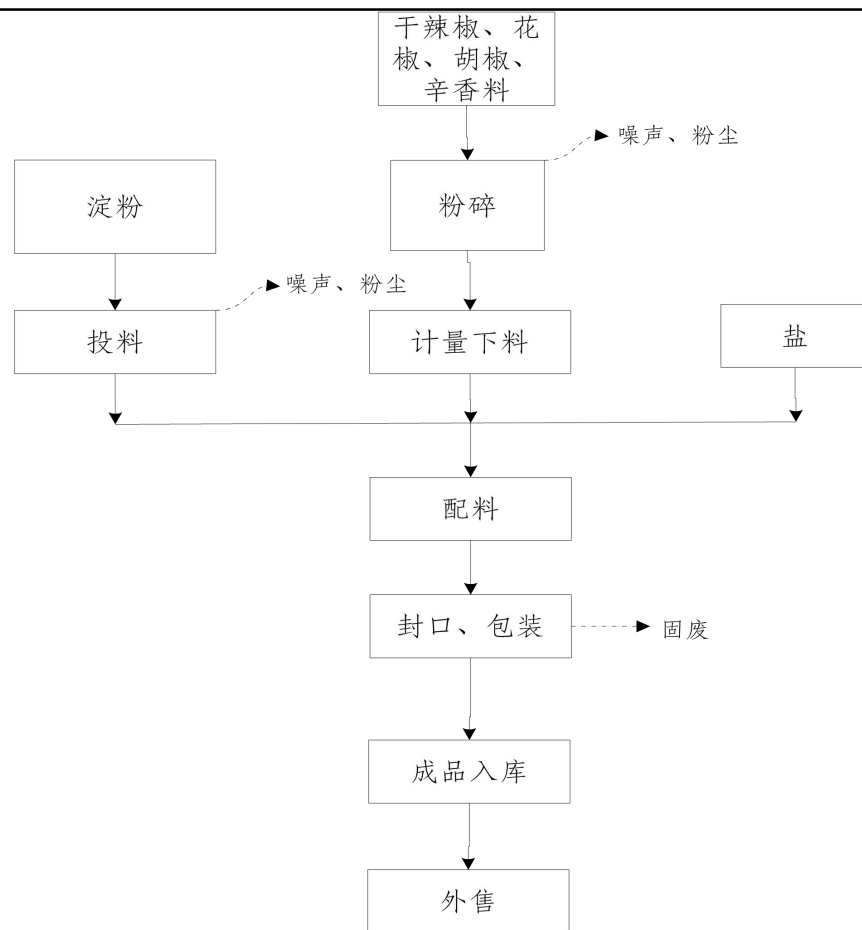 干辣椒、花
椒、胡椒、
辛香料
噪声、粉尘
淀粉
粉碎
噪声、粉尘
投料
计量下料
盐
配料
封口、包装
固废
成品入库
外售